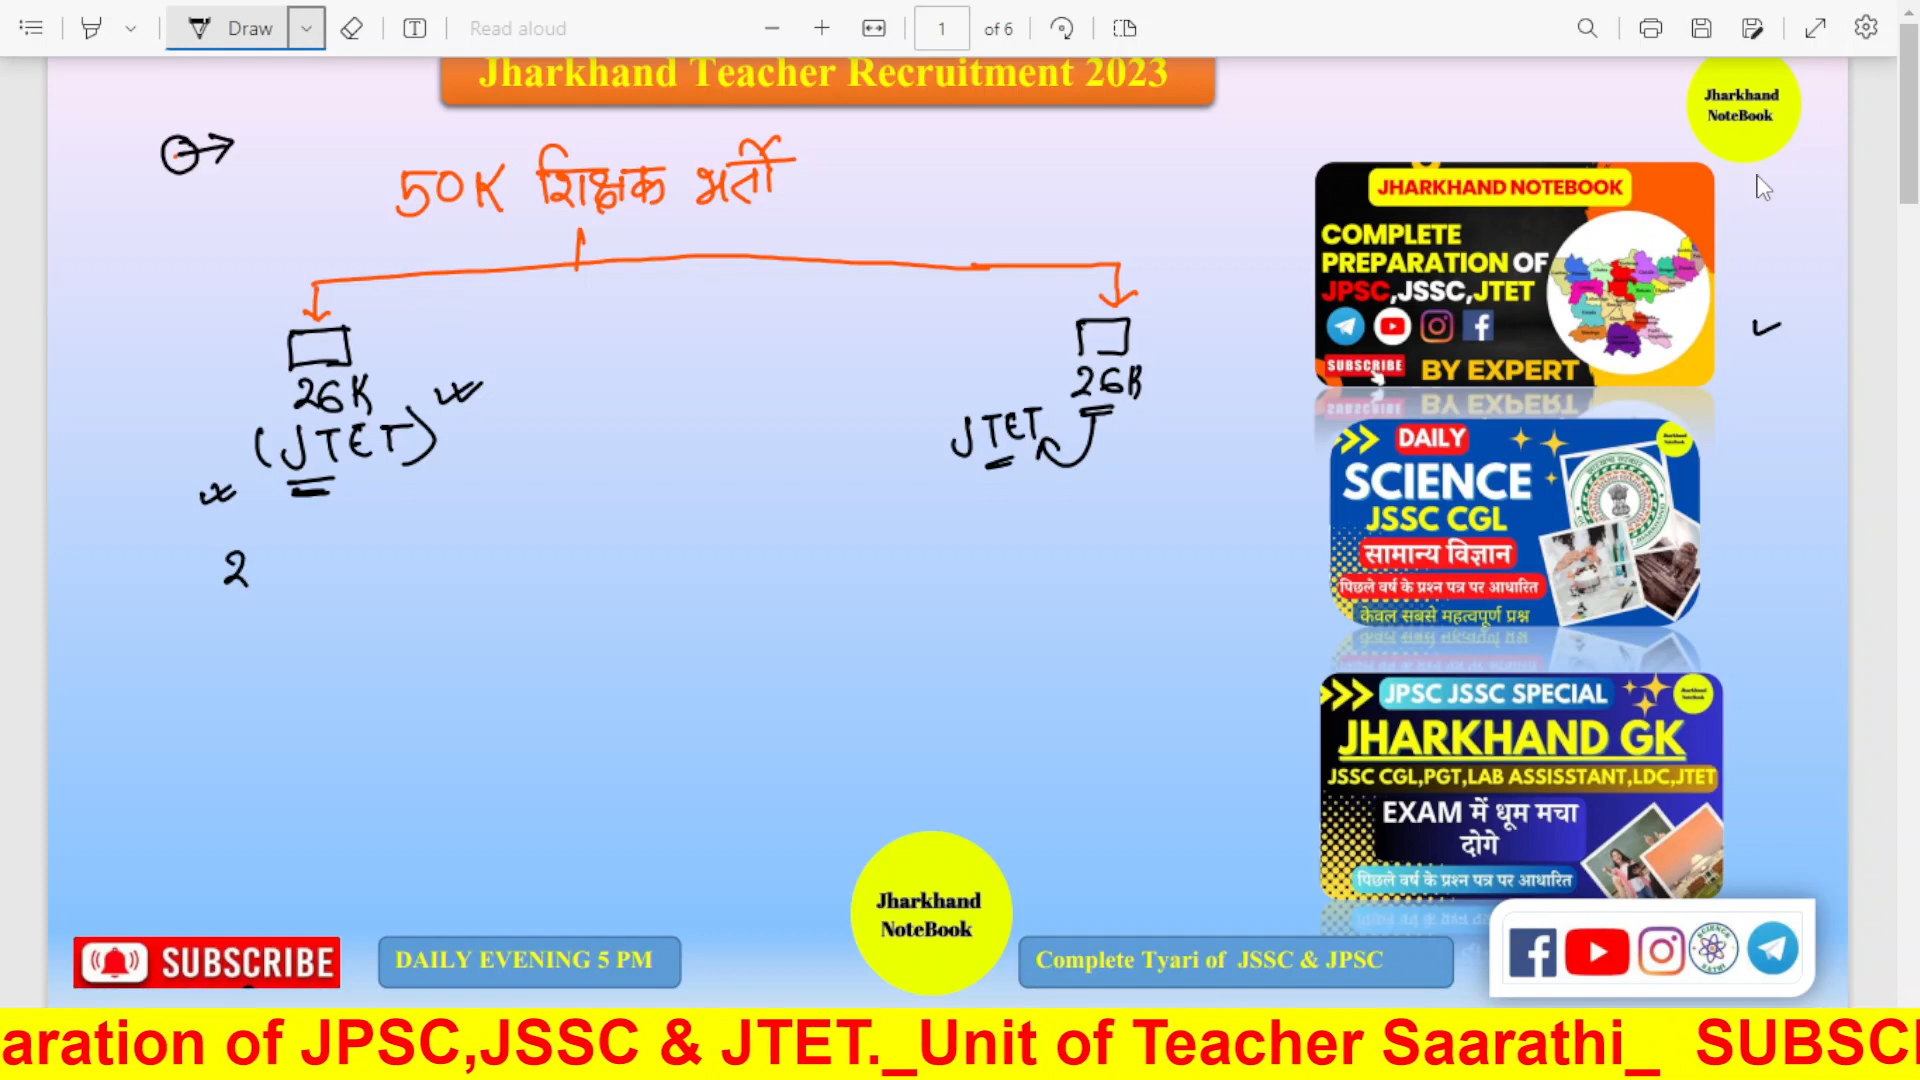 Draw
Read aloud
1
of 6
Jharkhand Teacher Recruitment 2023
Jharkhand
NoteBook
50K शिक्षक भर्ती
26K
(JTET)
2
26K
JTET
JHARKHAND NOTEBOOK
COMPLETE
PREPARATION OF
JPSC,JSSC,JTET
SUBSCRIBE
BY EXPERT
DAILY
SCIENCE
JSSC CGL
सामान्य विज्ञान
पिछले वर्ष के प्रश्न पत्र पर आधारित
केवल सबसे महत्वपूर्ण प्रश्न
JPSC JSSC SPECIAL
JHARKHAND GK
JSSC CGL,PGT,LAB ASSISSTANT,LDC,JTET
EXAM में धूम मचा
दोगे
पिछले वर्ष के प्रश्न पत्र पर आधारित
Jharkhand
NoteBook
SUBSCRIBE
DAILY EVENING 5 PM
Complete Tyari of JSSC & JPSC
aration of JPSC,JSSC & JTET._Unit of Teacher Saarathi_ SUBSC